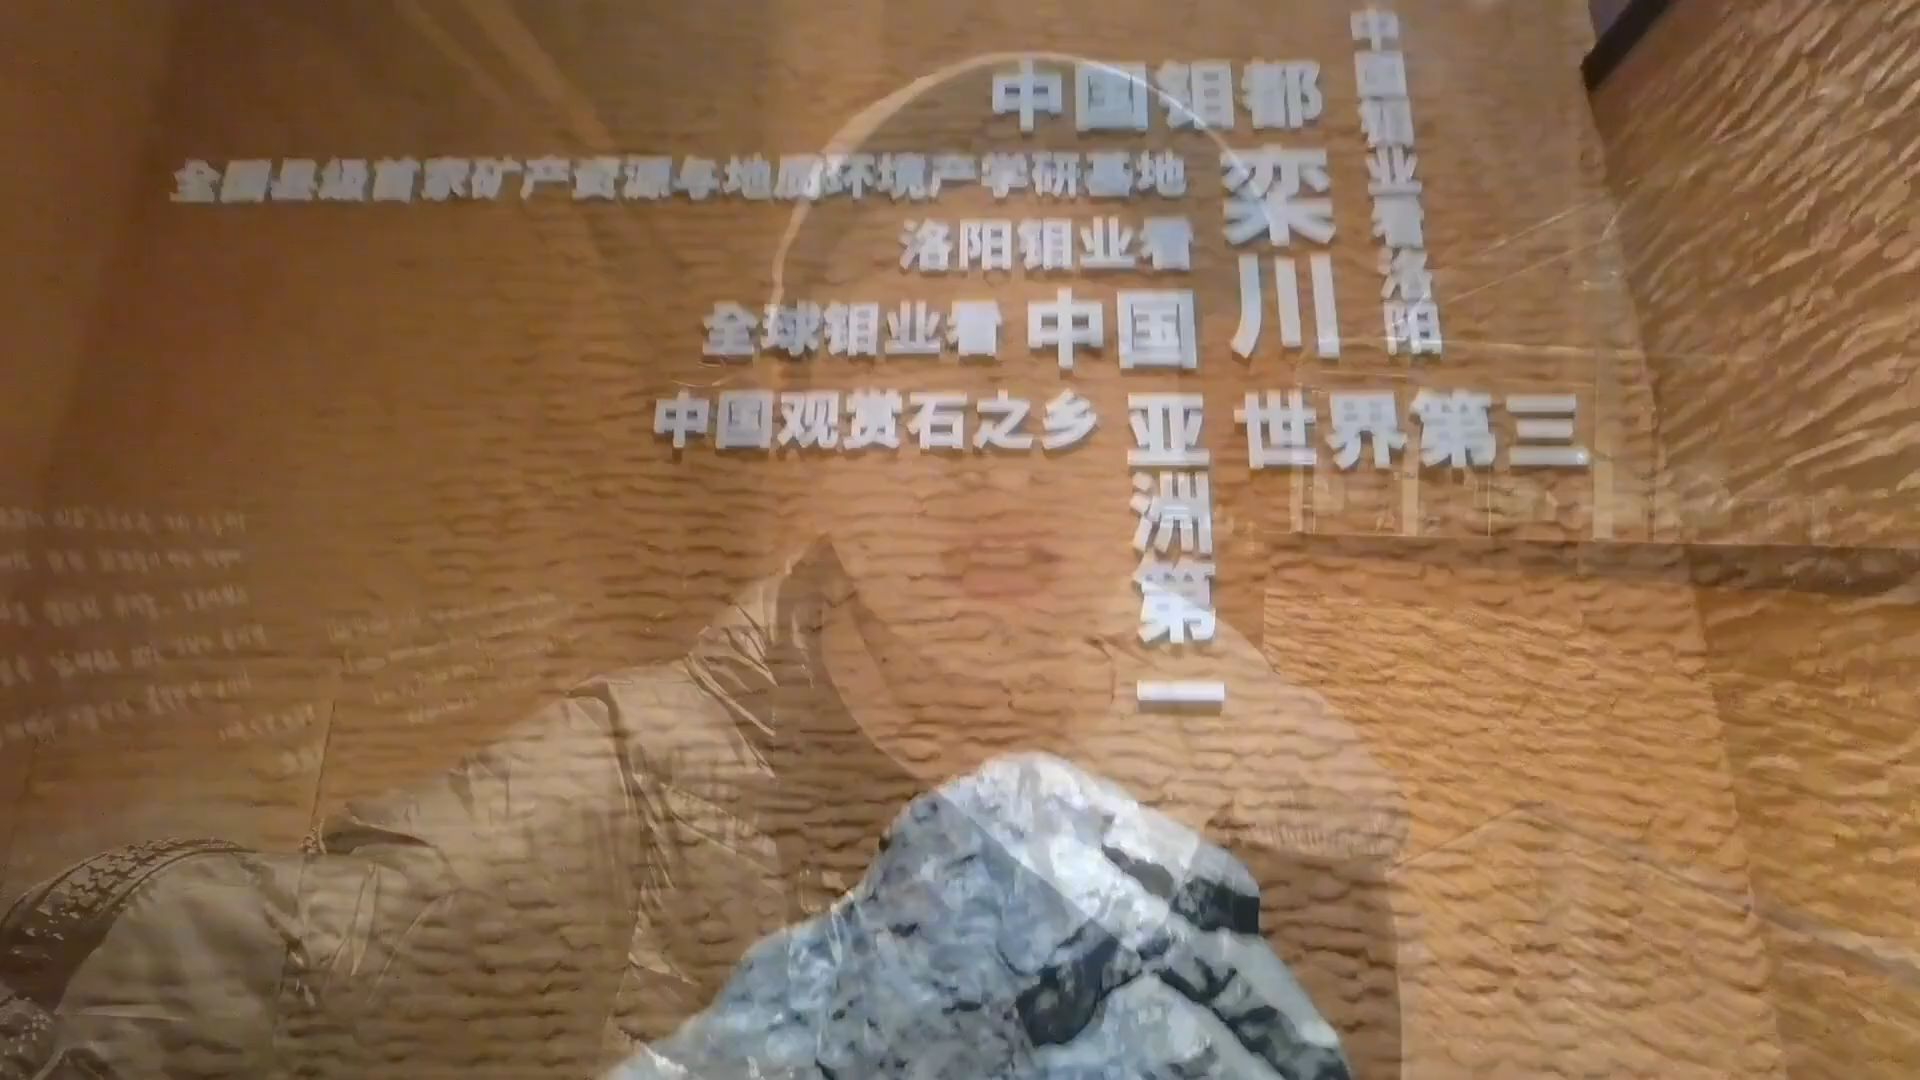 中国钼都
中国钼业看洛阳
全国县级首家矿产资源与地质环境产学研基地
栾川
洛阳钼业看
全球钼业看
中国
中国观赏石之乡
亚洲第一
世界第三